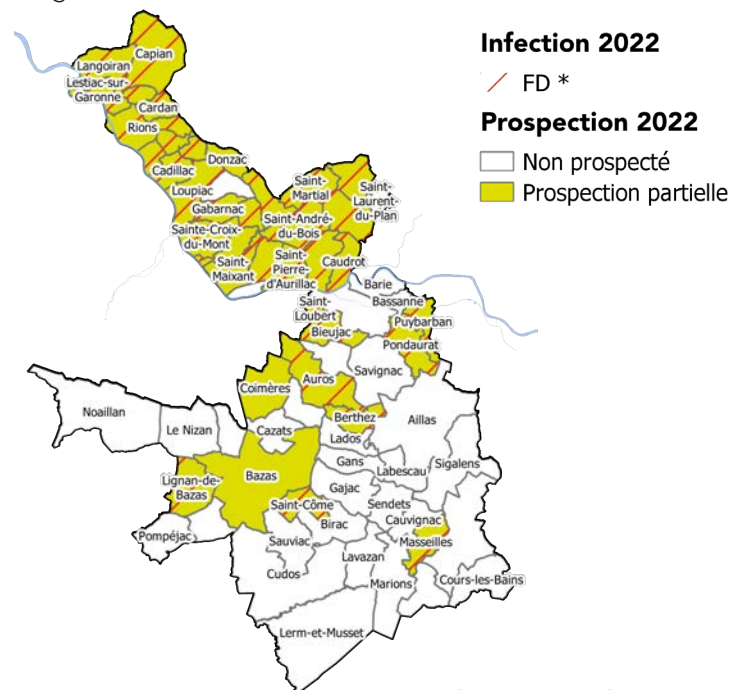 Infection 2022
FD *
Prospection 2022
Non prospecté
Prospection partielle
Capian
Langoiran
Lestiac-sur-
Garonne
Cardan
Rions
Donzac
Cadillac
Loupiac
Gabarnac
Sainte-Croix-
du-Mont
Saint-
Maixant
Saint-
Martial
Saint-
Laurent-
du-Plan
Saint-André-
du-Bois
Saint-
Pierre-
d'Aurillac
Caudrot
Barie
Bassanne
Saint-
Loubert
Bieujac
Puybarban
Pondaurat
Savignac
Auros
Coimères
Noaillan
Le Nizan
Cazats
Berthez
Lados
Aillas
Gans
Labescau
Sigalens
Bazas
Lignan-de-
Bazas
Gajac
Sendets
Saint-Côme
Cauvignac
Birac
Masseilles
Pompéjac
Sauviac
Lavazan
Cudos
Marions
Cours-les-Bains
Lerm-et-Musset